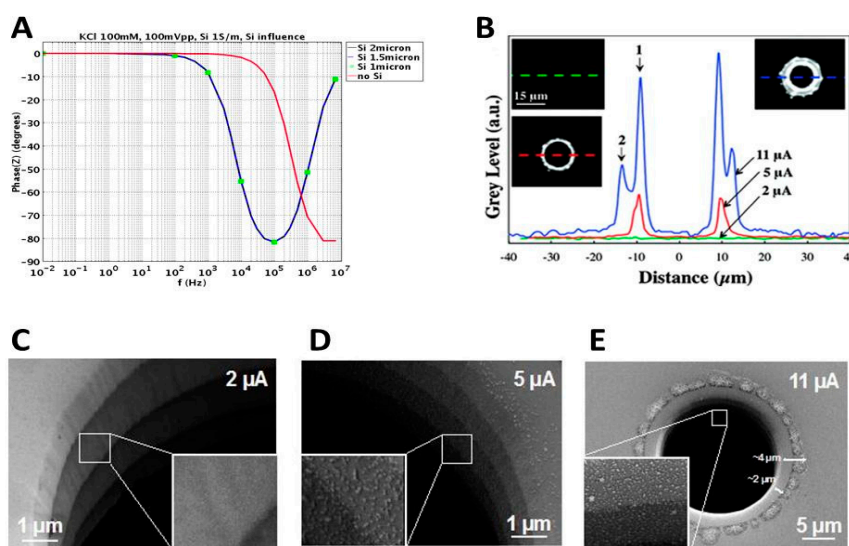 A
KCl 100mM, 100mVpp, Si 1S/m, Si influence
Si 2micron
Si 1.5micron
Si 1micron
no Si
0
-10
-20
-30
-40
-50
-60
-70
-80
-90
Phase(Z) (degrees)
10⁻² 10⁻¹ 10⁰ 10¹ 10² 10³ 10⁴ 10⁵ 10⁶ 10⁷
f (Hz)
B
Grey Level (a.u.)
15 µm
1
2
11 µA
5 µA
2 µA
-40 -30 -20 -10 0 10 20 30 40
Distance (µm)
C
2 µA
1 µm
D
5 µA
1 µm
E
11 µA
~4 µm
~2 µm
5 µm